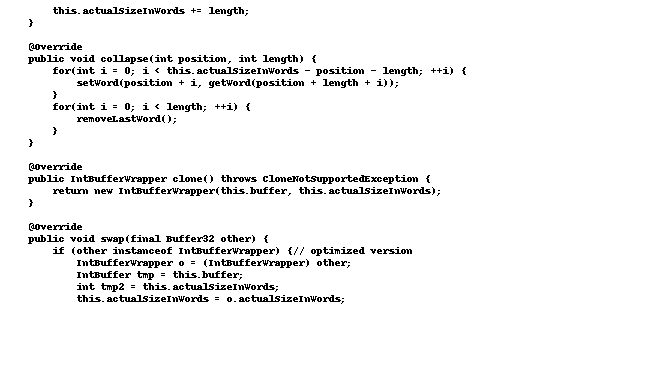 this.actualSizeInWords += length;
}
@Override
public void collapse(int position, int length) {
for(int i = 0; i < this.actualSizeInWords - position - length; ++i) {
setWord(position + i, getWord(position + length + i));
}
for(int i = 0; i < length; ++i) {
removeLastWord();
}
}
@Override
public IntBufferWrapper clone() throws CloneNotSupportedException {
return new IntBufferWrapper(this.buffer, this.actualSizeInWords);
}
@Override
public void swap(final Buffer32 other) {
if (other instanceof IntBufferWrapper) {// optimized version
IntBufferWrapper o = (IntBufferWrapper) other;
IntBuffer tmp = this.buffer;
int tmp2 = this.actualSizeInWords;
this.actualSizeInWords = o.actualSizeInWords;